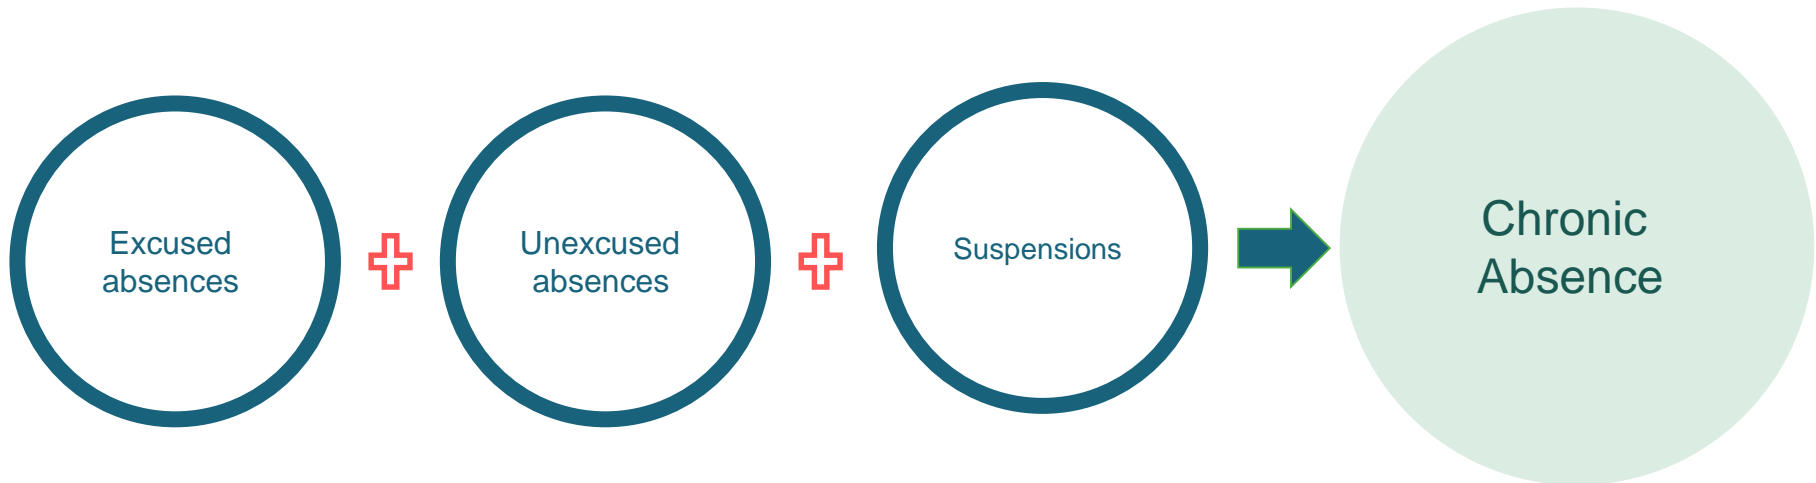 Excused
absences
Unexcused
absences
Suspensions
Chronic
Absence